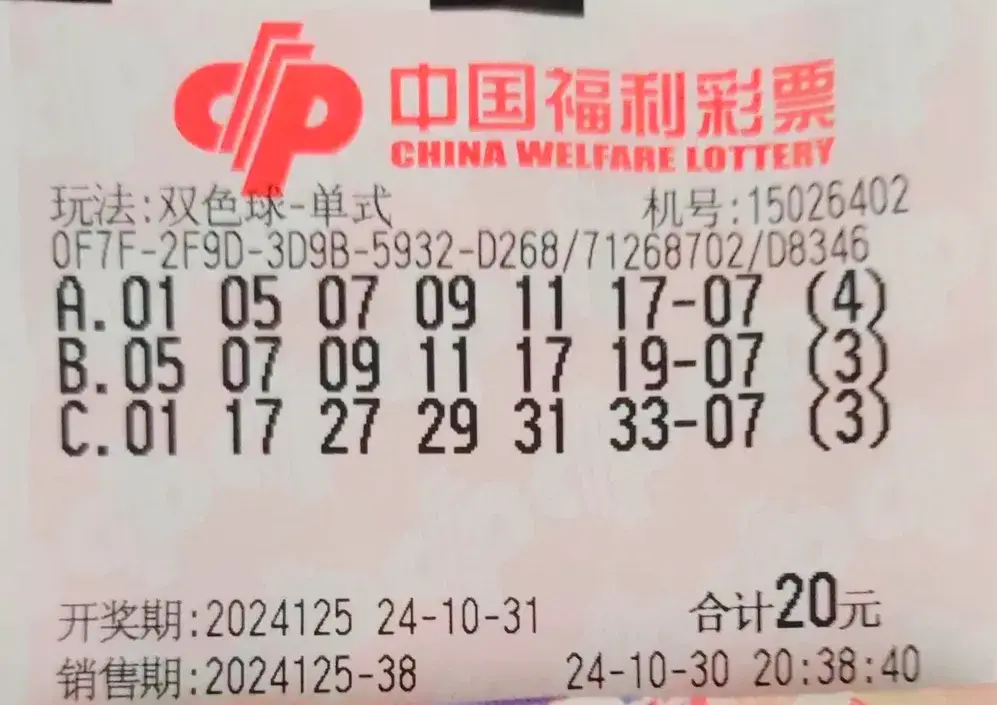 中国福利彩票
CHINA WELFARE LOTTERY
玩法:双色球-单式 机号:15026402
0F7F-2F9D-3D9B-5932-D268/71268702/D8346
A.01 05 07 09 11 17-07 (4)
B.05 07 09 11 17 19-07 (3)
C.01 17 27 29 31 33-07 (3)
开奖期:2024125 24-10-31 合计20元
销售期:2024125-38 24-10-30 20:38:40